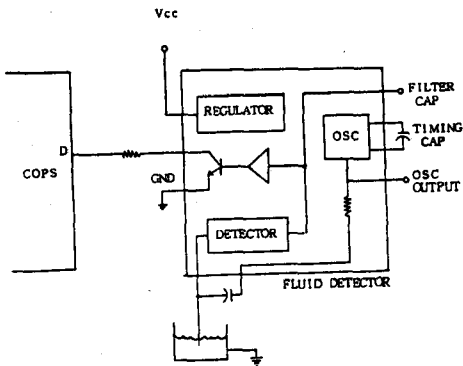 Vcc
FILTER
CAP
REGULATOR
OSC
TIMING
CAP
D
COPS
GND
OSC
OUTPUT
DETECTOR
FLUID DETECTOR